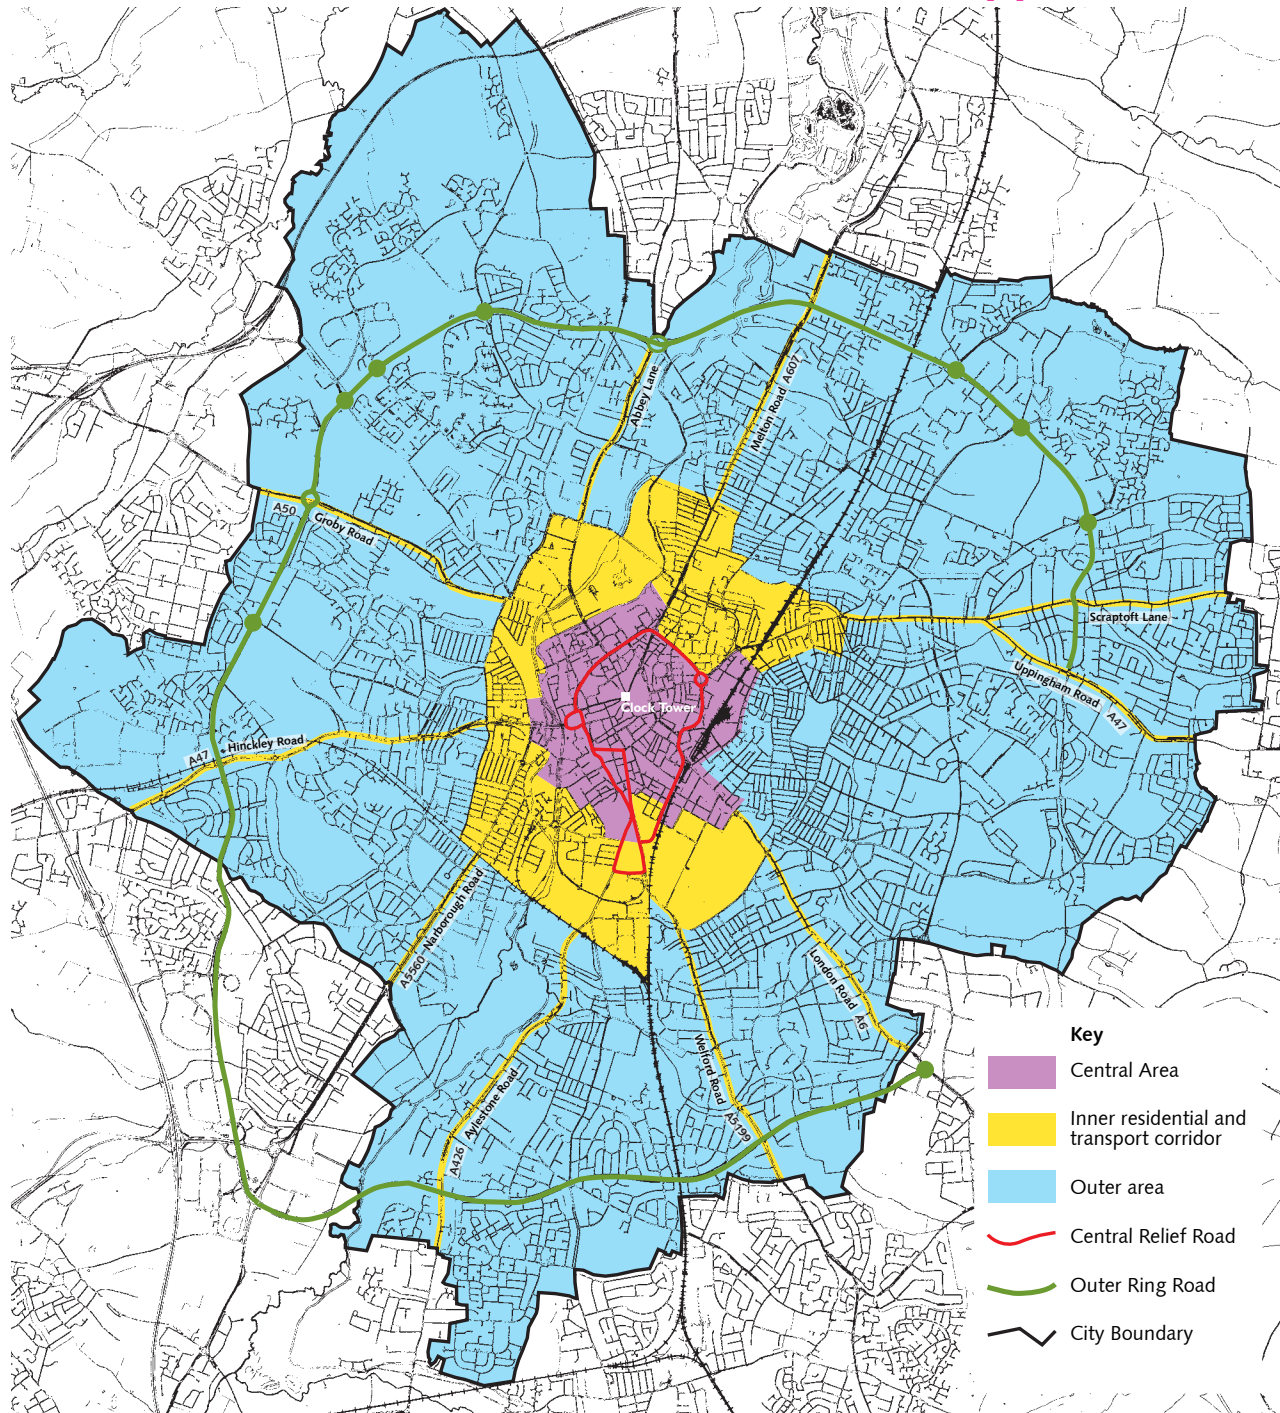 Abbey Lane
Melton Road A607
A50
Groby Road
Scraptoft Lane
Uppingham Road A47
Clock Tower
A47
Hinckley Road
A5560 Narborough Road
London Road A6
Welford Road A5199
A426 Aylestone Road
Key
Central Area
Inner residential and
transport corridor
Outer area
Central Relief Road
Outer Ring Road
City Boundary